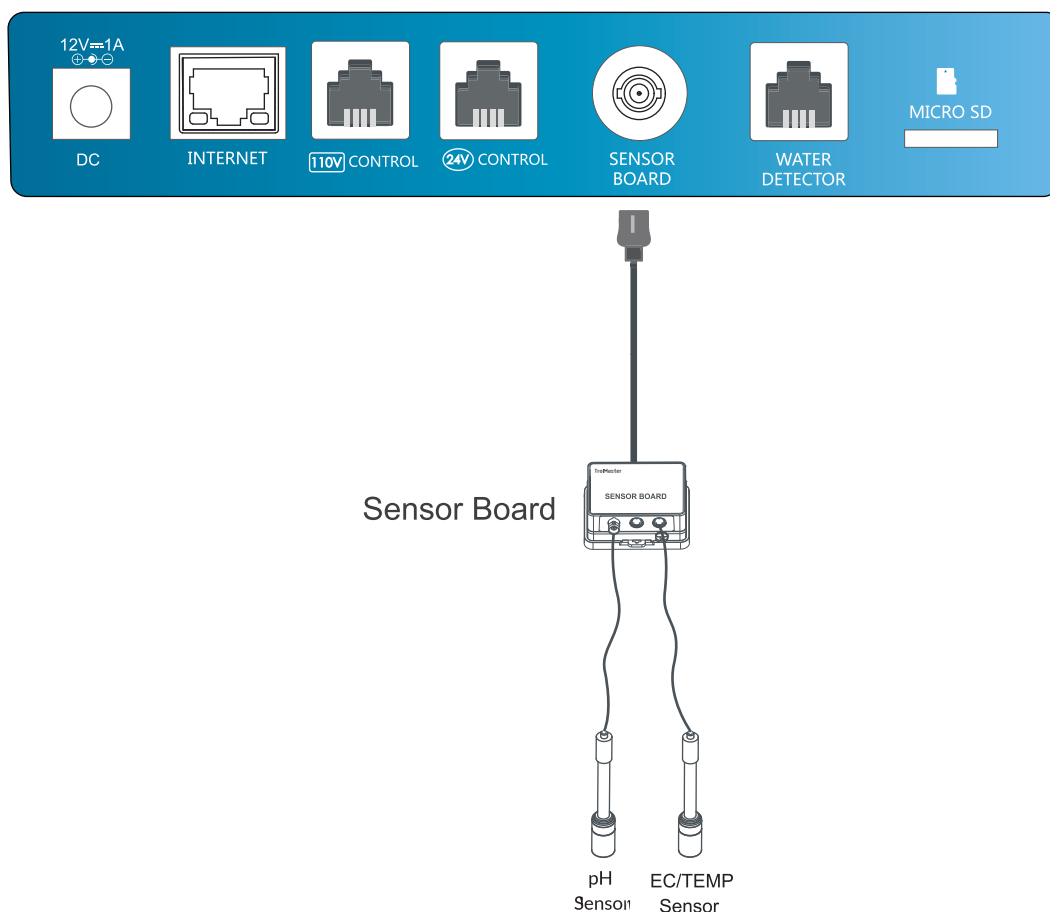 12V⎓1A
DC
INTERNET
110V CONTROL
24V CONTROL
SENSOR
BOARD
WATER
DETECTOR
MICRO SD
TrolMaster
SENSOR BOARD
Sensor Board
pH
Sensor
EC/TEMP
Sensor